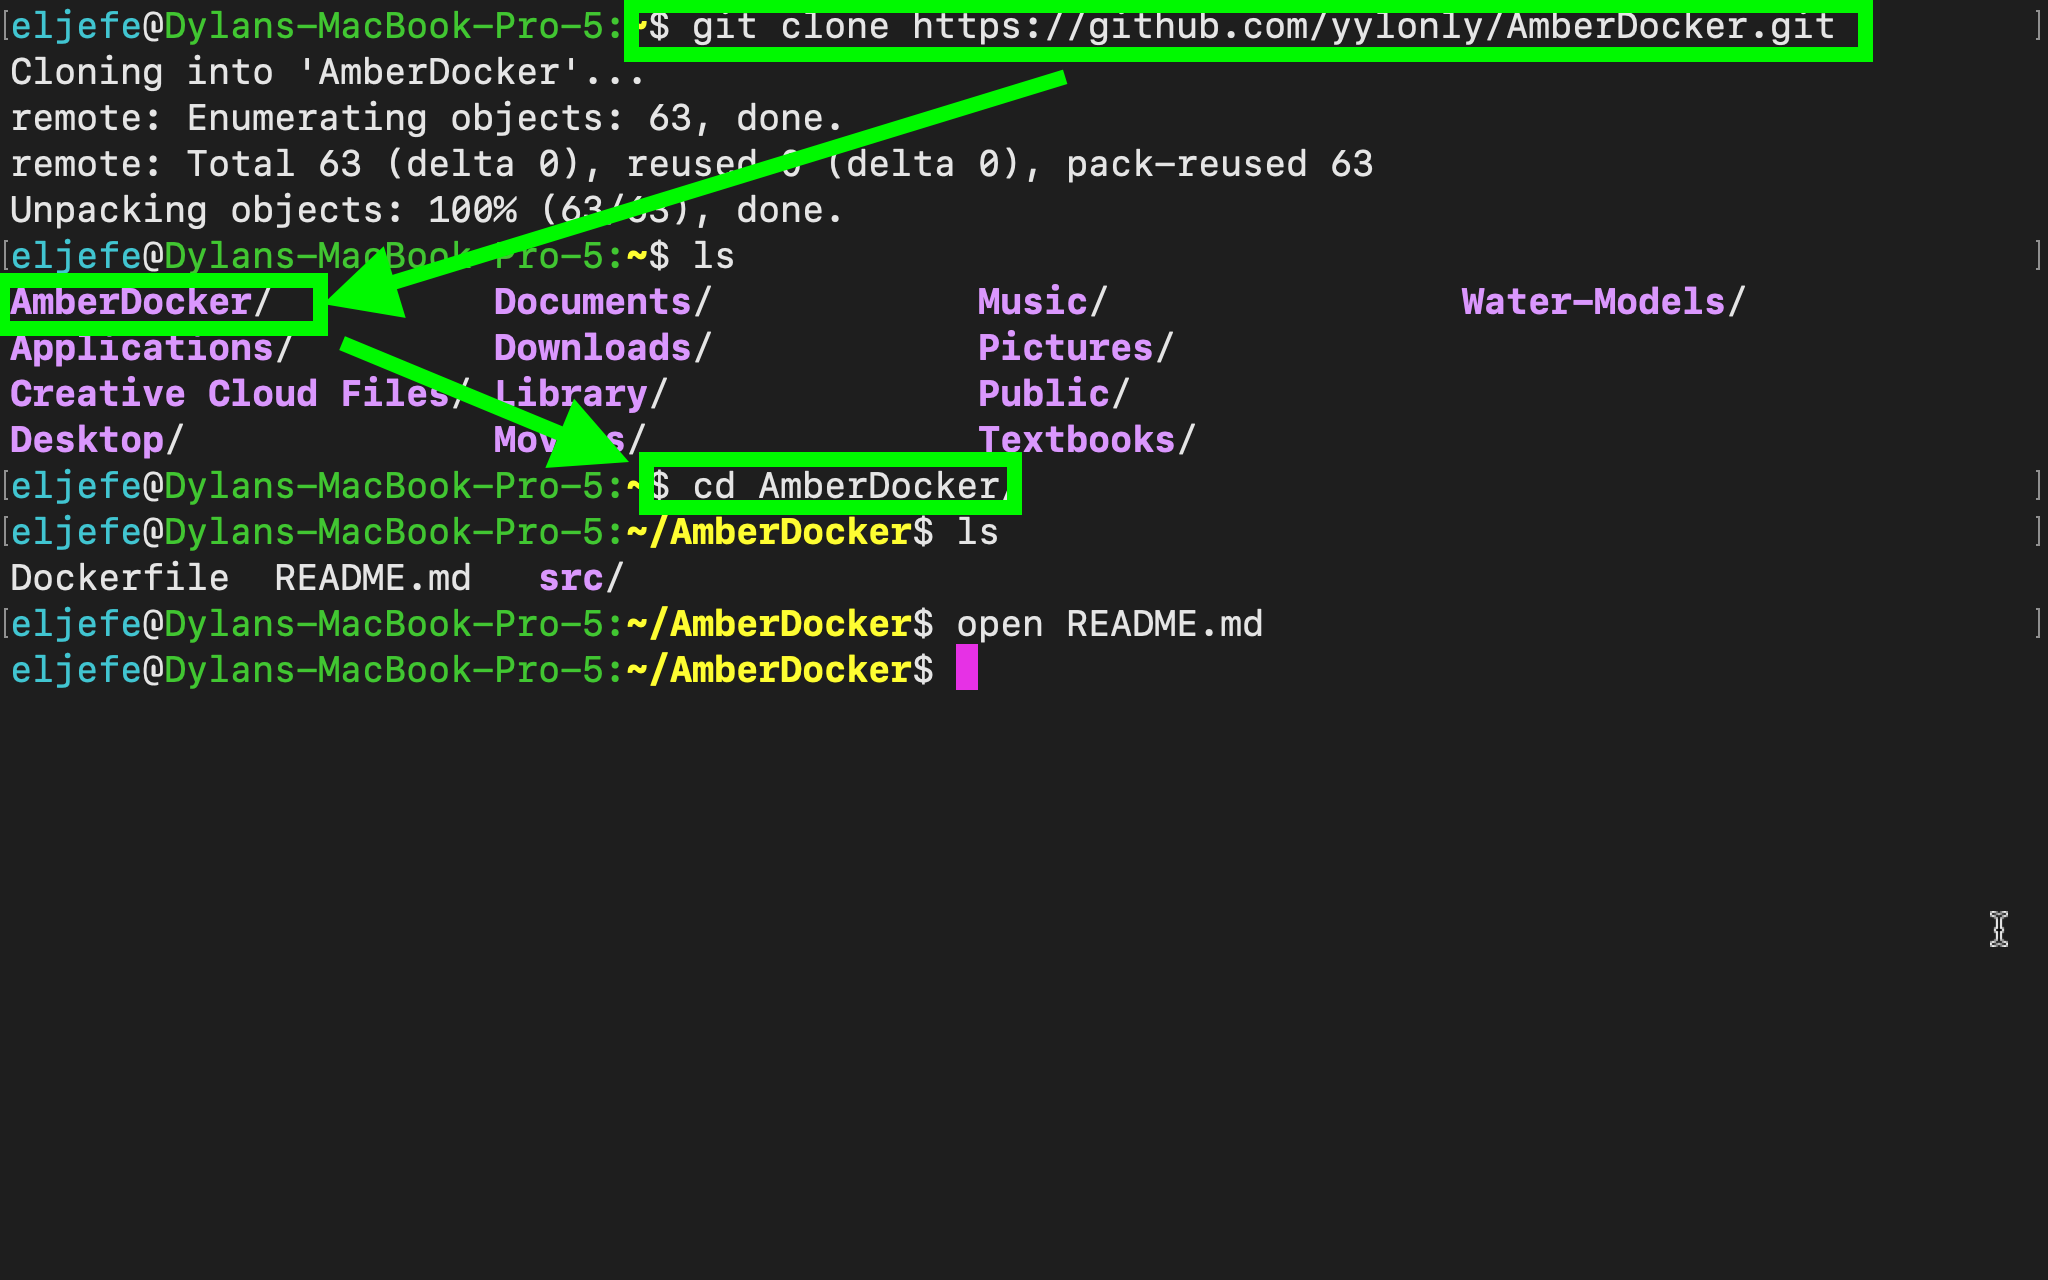 [eljefe@Dylans-MacBook-Pro-5:~$ git clone https://github.com/yylonly/AmberDocker.git ]
Cloning into 'AmberDocker'...
remote: Enumerating objects: 63, done.
remote: Total 63 (delta 0), reused 0 (delta 0), pack-reused 63
Unpacking objects: 100% (63/63), done.
[eljefe@Dylans-MacBook-Pro-5:~$ ls ]
AmberDocker/ Documents/ Music/ Water-Models/
Applications/ Downloads/ Pictures/
Creative Cloud Files/ Library/ Public/
Desktop/ Movies/ Textbooks/
[eljefe@Dylans-MacBook-Pro-5:~$ cd AmberDocker/ ]
[eljefe@Dylans-MacBook-Pro-5:~/AmberDocker$ ls ]
Dockerfile README.md src/
[eljefe@Dylans-MacBook-Pro-5:~/AmberDocker$ open README.md ]
eljefe@Dylans-MacBook-Pro-5:~/AmberDocker$